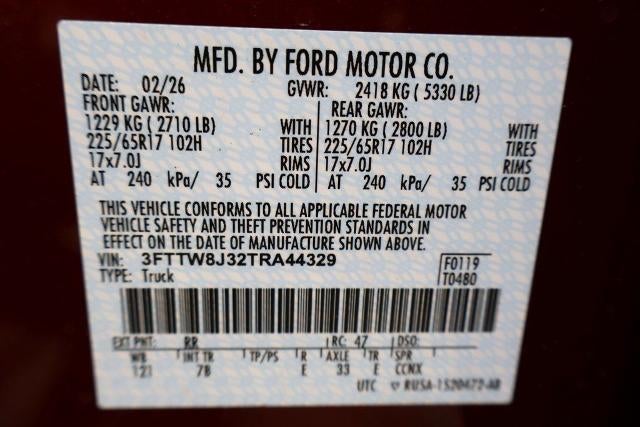 MFD. BY FORD MOTOR CO.
DATE: 02/26 GVWR: 2418 KG ( 5330 LB)
FRONT GAWR: REAR GAWR:
1229 KG ( 2710 LB) WITH 1270 KG ( 2800 LB) WITH
225/65R17 102H TIRES 225/65R17 102H TIRES
17x7.0J RIMS 17x7.0J RIMS
AT 240 kPa/ 35 PSI COLD AT 240 kPa/ 35 PSI COLD
THIS VEHICLE CONFORMS TO ALL APPLICABLE FEDERAL MOTOR
VEHICLE SAFETY AND THEFT PREVENTION STANDARDS IN
EFFECT ON THE DATE OF MANUFACTURE SHOWN ABOVE.
VIN: 3FTTW8J32TRA44329 F0119
TYPE: Truck T0480
EXT PNT: RR RC: 47 DSO:
WB INT TR TP/PS R AXLE TR SPR
121 7B E 33 E CCNX
UTC RUSA-1520472-AB